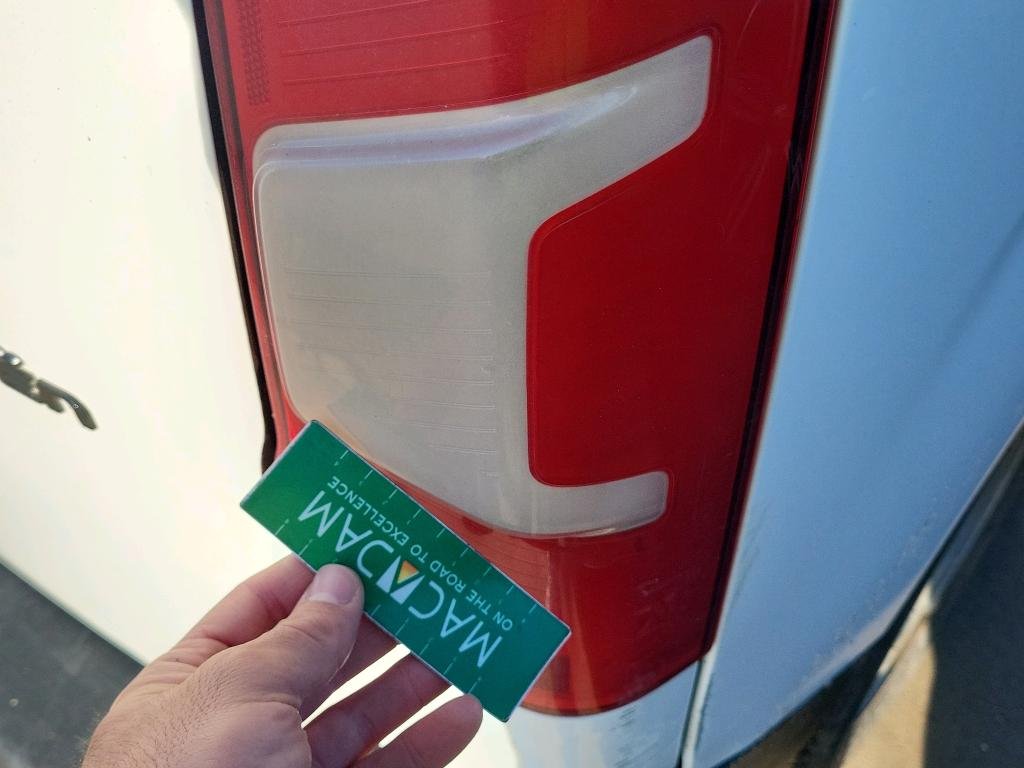 MACADAM
ON THE ROAD TO EXCELLENCE